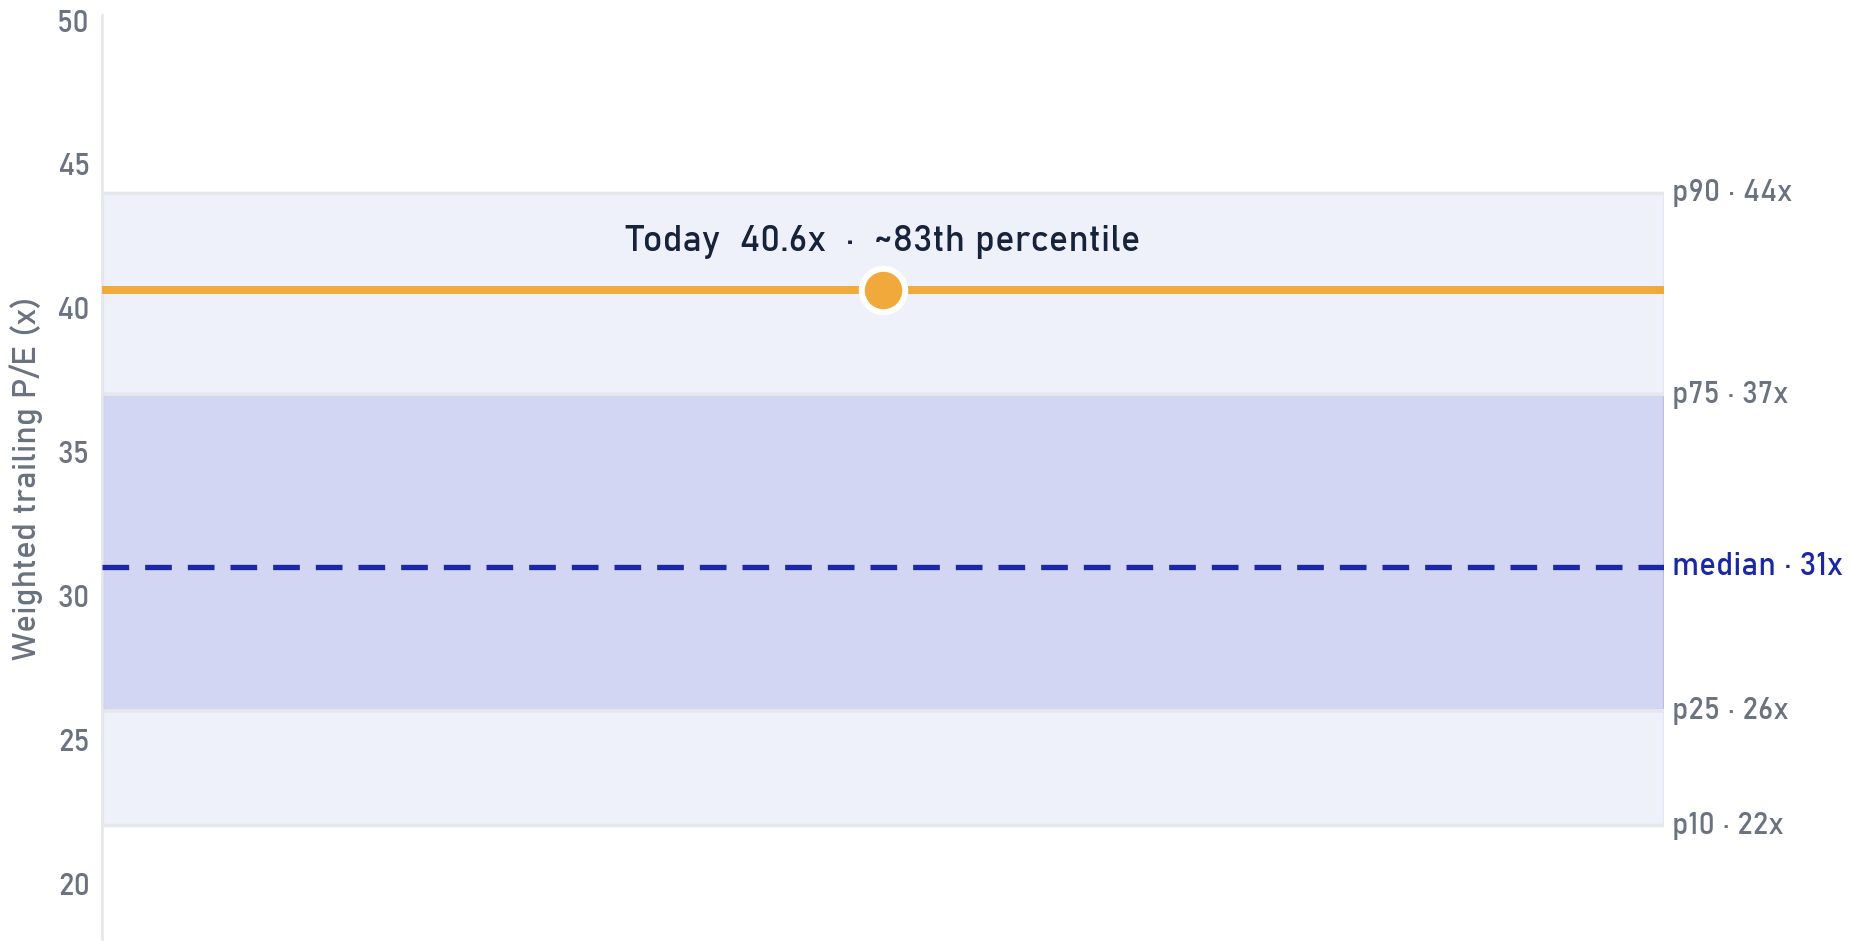 50
45
40
35
30
25
20
Weighted trailing P/E (x)
Today 40.6x · ~83th percentile
p90 · 44x
p75 · 37x
median · 31x
p25 · 26x
p10 · 22x